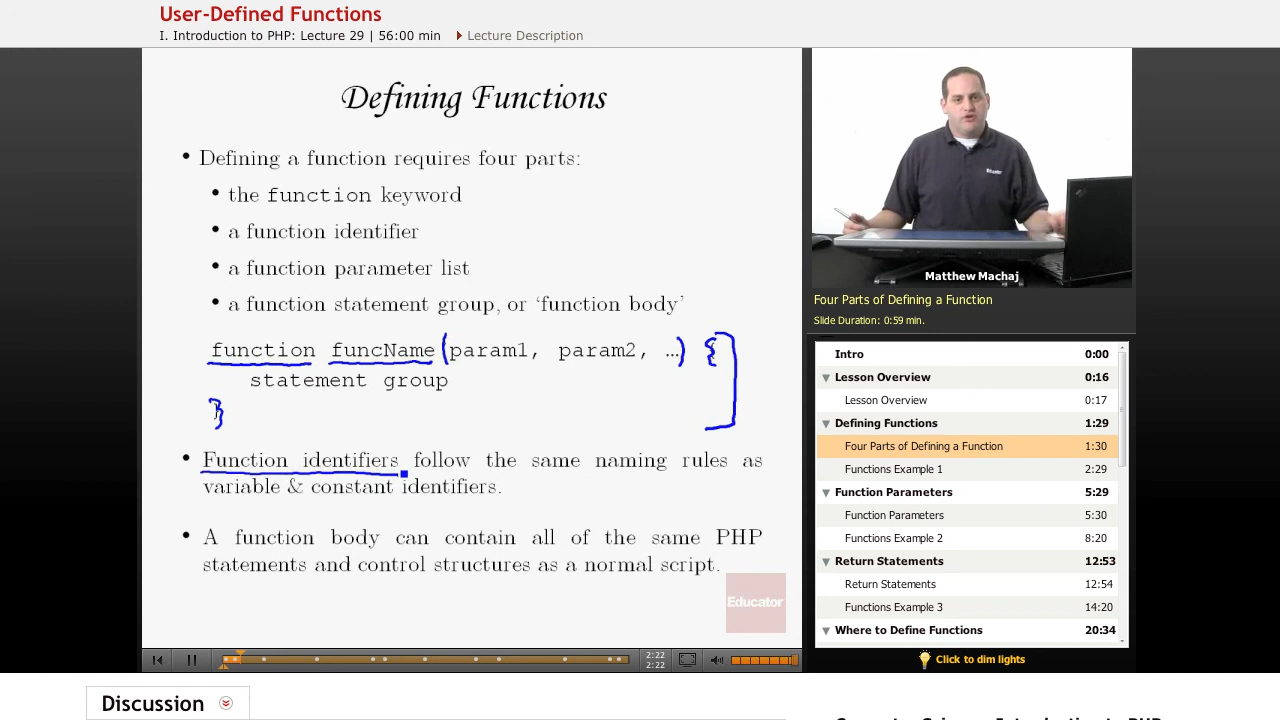 User-Defined Functions
I. Introduction to PHP: Lecture 29 | 56:00 min
Lecture Description
Defining Functions
• Defining a function requires four parts:
• the function keyword
• a function identifier
• a function parameter list
• a function statement group, or ‘function body’
function funcName(param1, param2, …) {
statement group
}
• Function identifiers follow the same naming rules as
variable & constant identifiers.
• A function body can contain all of the same PHP
statements and control structures as a normal script.
Educator
2:22
2:22
Matthew Machaj
Four Parts of Defining a Function
Slide Duration: 0:59 min.
Intro 0:00
Lesson Overview 0:16
Lesson Overview 0:17
Defining Functions 1:29
Four Parts of Defining a Function 1:30
Functions Example 1 2:29
Function Parameters 5:29
Function Parameters 5:30
Functions Example 2 8:20
Return Statements 12:53
Return Statements 12:54
Functions Example 3 14:20
Where to Define Functions 20:34
Click to dim lights
Discussion